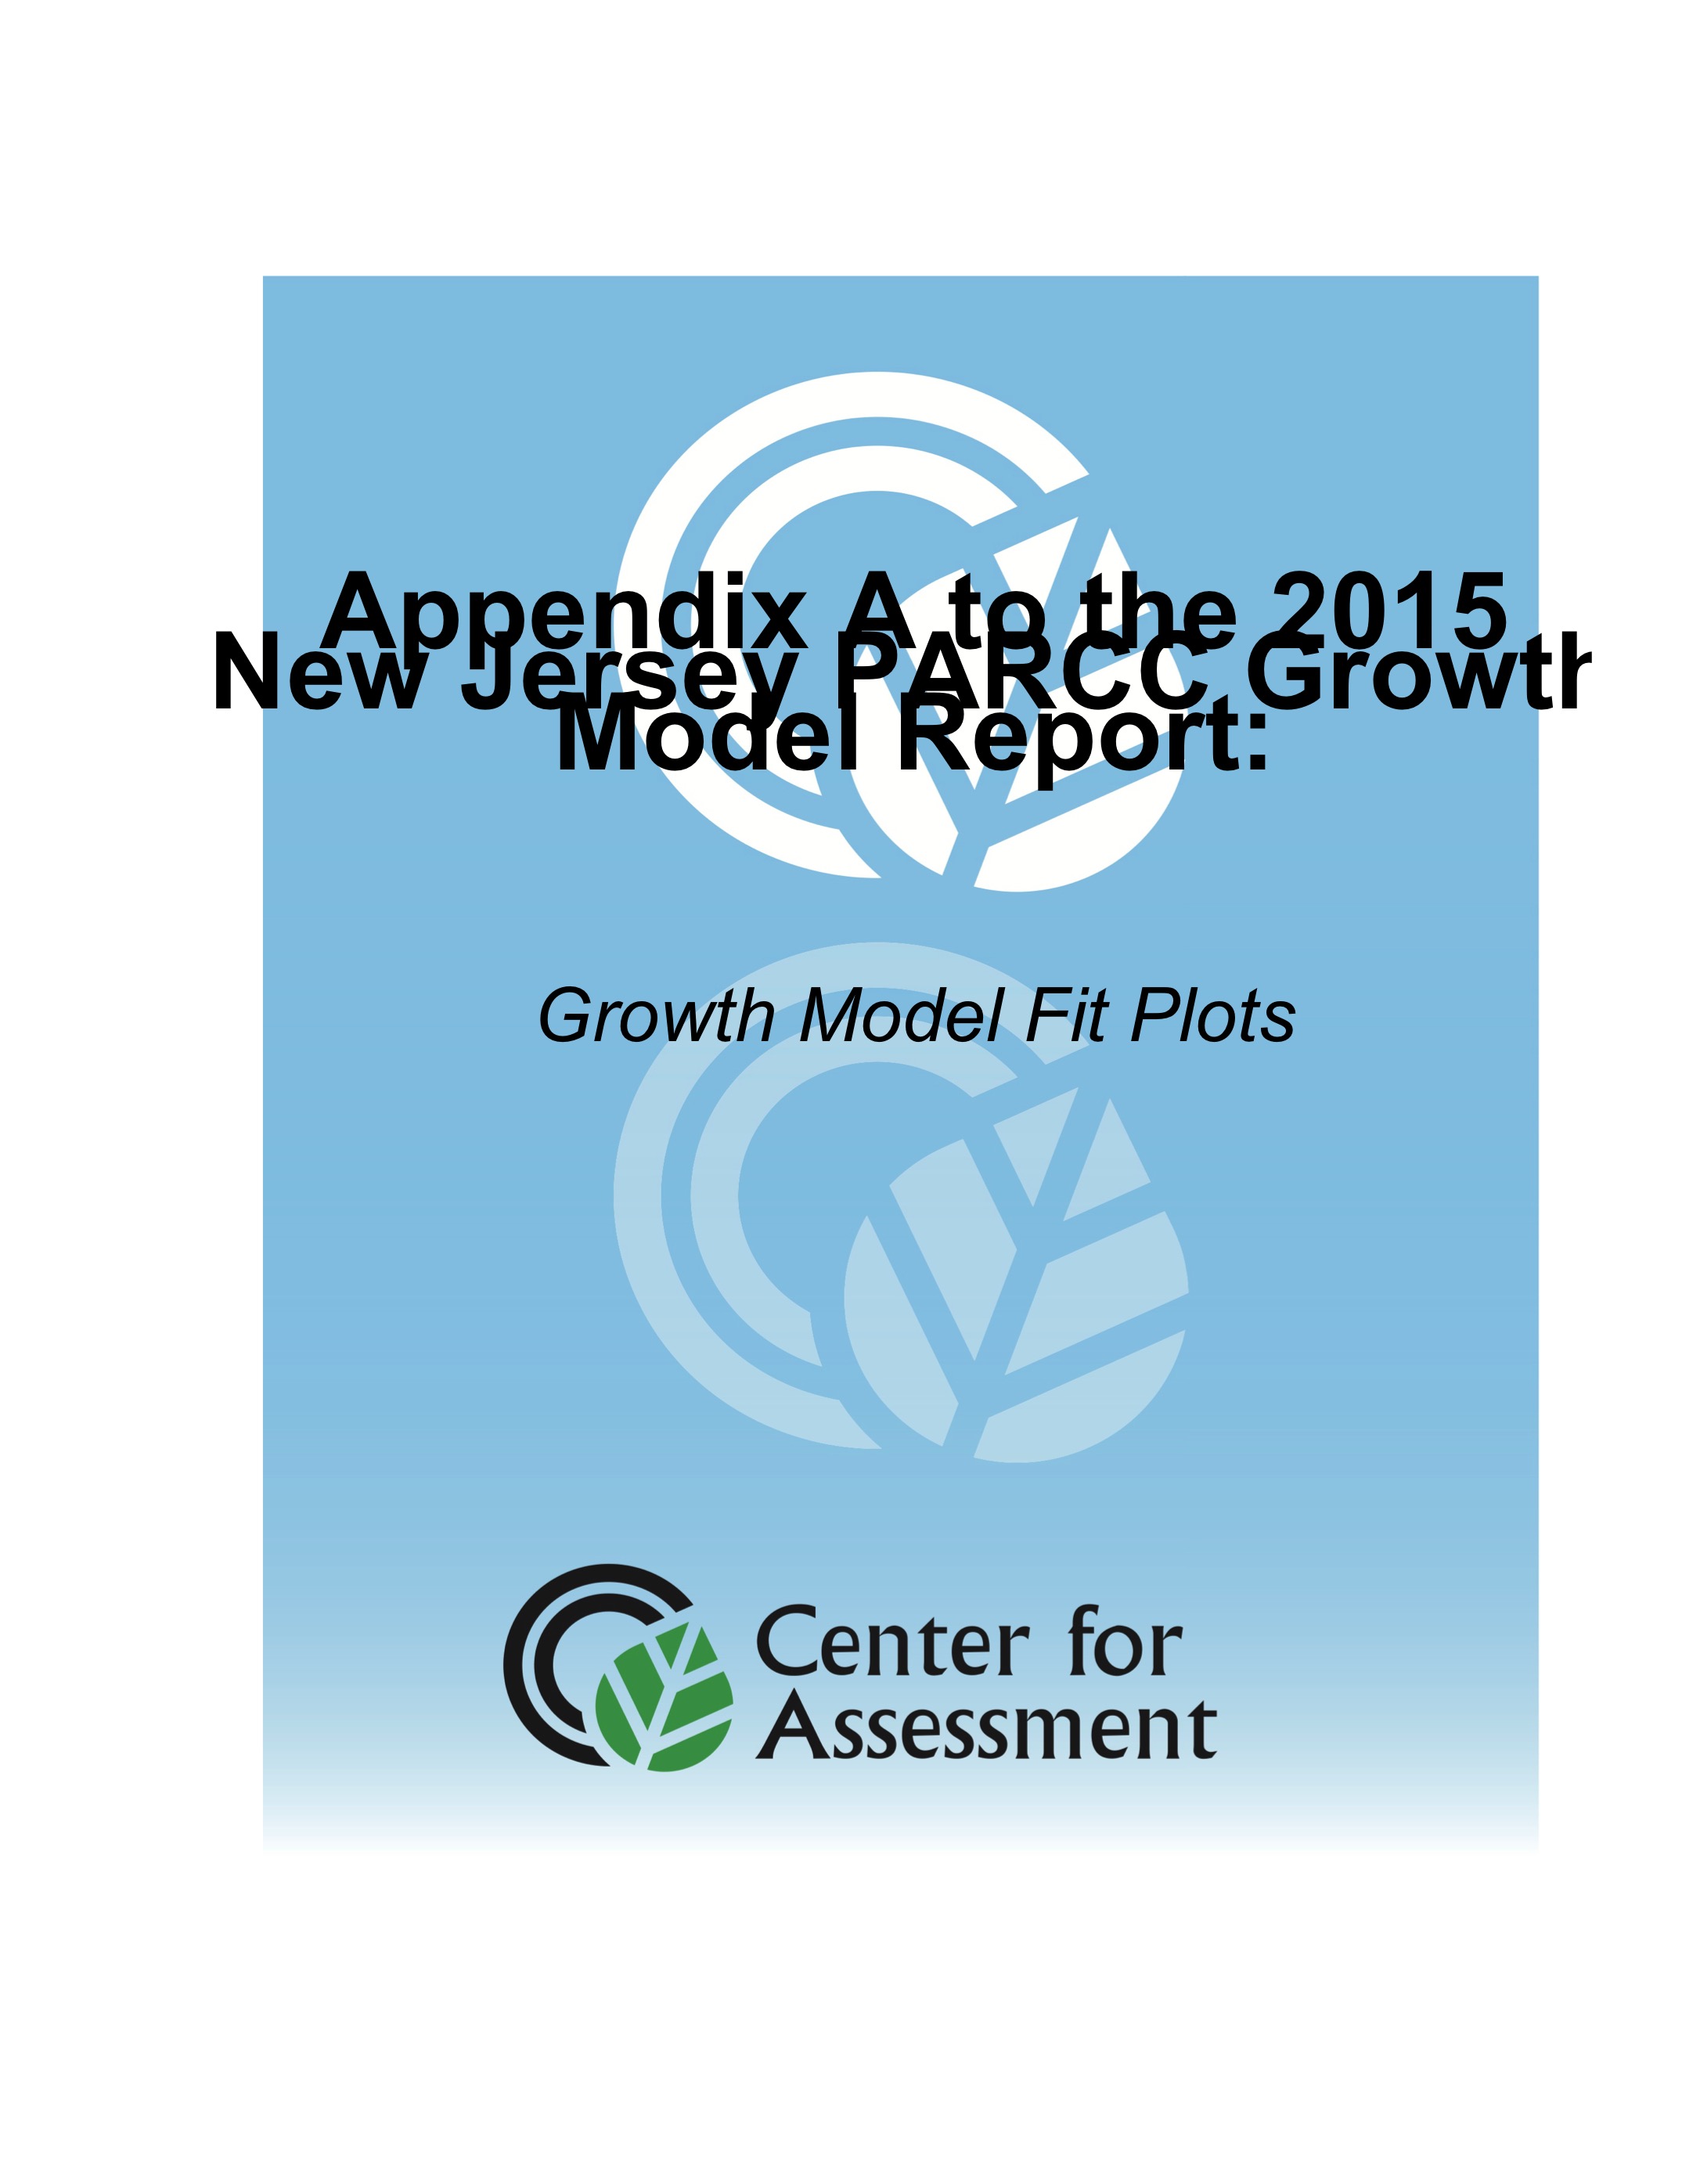 Appendix A to the 2015
New Jersey PARCC Growth
Model Report:
Growth Model Fit Plots
Center for
Assessment